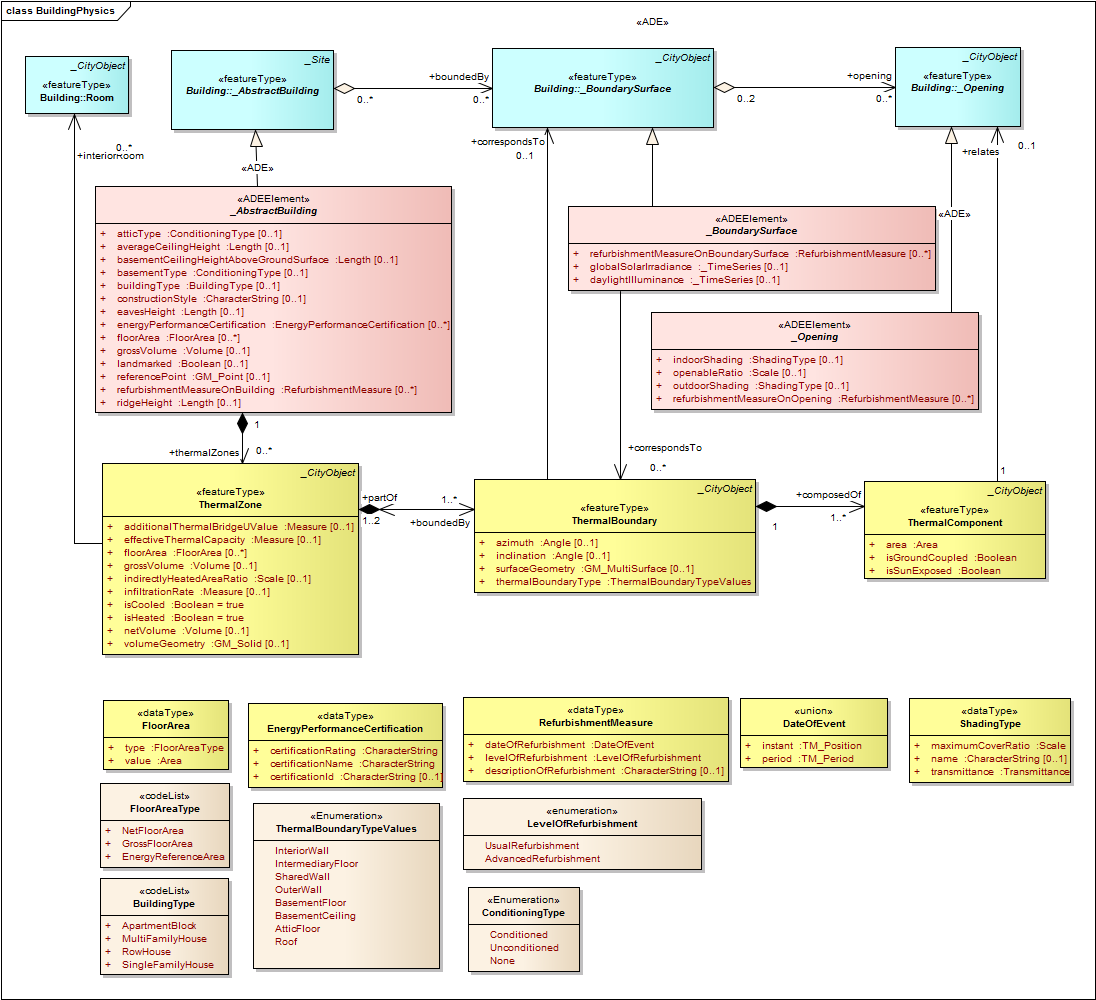 class BuildingPhysics
«ADE»
_CityObject
«featureType»
Building::Room
_Site
«featureType»
Building::_AbstractBuilding
+boundedBy
0..*
0..*
_CityObject
«featureType»
Building::_BoundarySurface
+opening
0..2
0..*
_CityObject
«featureType»
Building::_Opening
0..*
+interiorRoom
«ADE»
+correspondsTo
0..1
+relates
0..1
«ADEElement»
_AbstractBuilding
+ atticType :ConditioningType [0..1]
+ averageCeilingHeight :Length [0..1]
+ basementCeilingHeightAboveGroundSurface :Length [0..1]
+ basementType :ConditioningType [0..1]
+ buildingType :BuildingType [0..1]
+ constructionStyle :CharacterString [0..1]
+ eavesHeight :Length [0..1]
+ energyPerformanceCertification :EnergyPerformanceCertification [0..*]
+ floorArea :FloorArea [0..*]
+ grossVolume :Volume [0..1]
+ landmarked :Boolean [0..1]
+ referencePoint :GM_Point [0..1]
+ refurbishmentMeasureOnBuilding :RefurbishmentMeasure [0..*]
+ ridgeHeight :Length [0..1]
«ADEElement»
_BoundarySurface
+ refurbishmentMeasureOnBoundarySurface :RefurbishmentMeasure [0..*]
+ globalSolarIrradiance :_TimeSeries [0..1]
+ daylightIlluminance :_TimeSeries [0..1]
«ADE»
«ADEElement»
_Opening
+ indoorShading :ShadingType [0..1]
+ openableRatio :Scale [0..1]
+ outdoorShading :ShadingType [0..1]
+ refurbishmentMeasureOnOpening :RefurbishmentMeasure [0..*]
1
+thermalZones
0..*
+correspondsTo
0..*
1
_CityObject
«featureType»
ThermalZone
+ additionalThermalBridgeUValue :Measure [0..1]
+ effectiveThermalCapacity :Measure [0..1]
+ floorArea :FloorArea [0..*]
+ grossVolume :Volume [0..1]
+ indirectlyHeatedAreaRatio :Scale [0..1]
+ infiltrationRate :Measure [0..1]
+ isCooled :Boolean = true
+ isHeated :Boolean = true
+ netVolume :Volume [0..1]
+ volumeGeometry :GM_Solid [0..1]
+partOf
1..*
1..2
+boundedBy
_CityObject
«featureType»
ThermalBoundary
+ azimuth :Angle [0..1]
+ inclination :Angle [0..1]
+ surfaceGeometry :GM_MultiSurface [0..1]
+ thermalBoundaryType :ThermalBoundaryTypeValues
+composedOf
1
1..*
_CityObject
«featureType»
ThermalComponent
+ area :Area
+ isGroundCoupled :Boolean
+ isSunExposed :Boolean
«dataType»
FloorArea
+ type :FloorAreaType
+ value :Area
«dataType»
EnergyPerformanceCertification
+ certificationRating :CharacterString
+ certificationName :CharacterString
+ certificationId :CharacterString [0..1]
«dataType»
RefurbishmentMeasure
+ dateOfRefurbishment :DateOfEvent
+ levelOfRefurbishment :LevelOfRefurbishment
+ descriptionOfRefurbishment :CharacterString [0..1]
«union»
DateOfEvent
+ instant :TM_Position
+ period :TM_Period
«dataType»
ShadingType
+ maximumCoverRatio :Scale
+ name :CharacterString [0..1]
+ transmittance :Transmittance
«codeList»
FloorAreaType
+ NetFloorArea
+ GrossFloorArea
+ EnergyReferenceArea
«Enumeration»
ThermalBoundaryTypeValues
InteriorWall
IntermediaryFloor
SharedWall
OuterWall
BasementFloor
BasementCeiling
AtticFloor
Roof
«enumeration»
LevelOfRefurbishment
UsualRefurbishment
AdvancedRefurbishment
«codeList»
BuildingType
+ ApartmentBlock
+ MultiFamilyHouse
+ RowHouse
+ SingleFamilyHouse
«Enumeration»
ConditioningType
Conditioned
Unconditioned
None